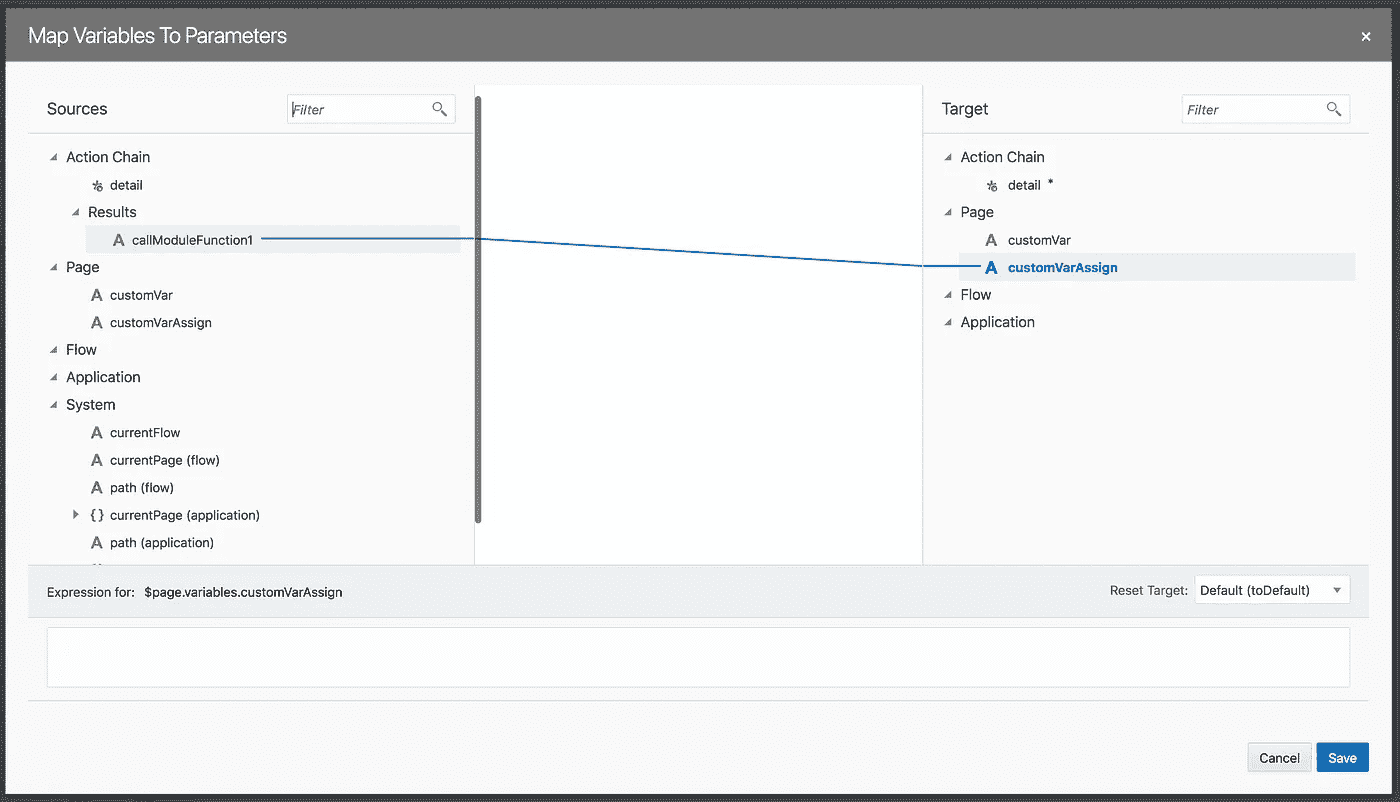 Map Variables To Parameters
Sources
Filter
Action Chain
detail
Results
callModuleFunction1
Page
customVar
customVarAssign
Flow
Application
System
currentFlow
currentPage (flow)
path (flow)
{} currentPage (application)
path (application)
Target
Filter
Action Chain
detail *
Page
customVar
customVarAssign
Flow
Application
Expression for: $page.variables.customVarAssign
Reset Target: Default (toDefault)
Cancel
Save